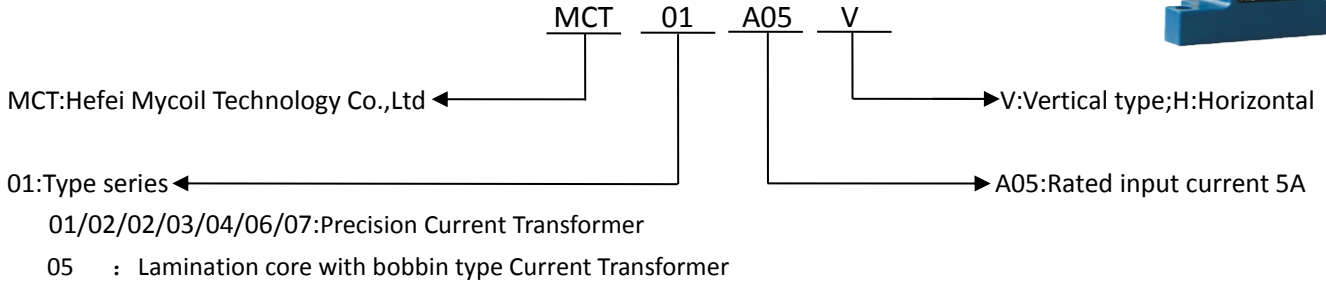 MCT 01 A05 V
MCT:Hefei Mycoil Technology Co.,Ltd V:Vertical type;H:Horizontal
01:Type series A05:Rated input current 5A
01/02/02/03/04/06/07:Precision Current Transformer
05 ：Lamination core with bobbin type Current Transformer